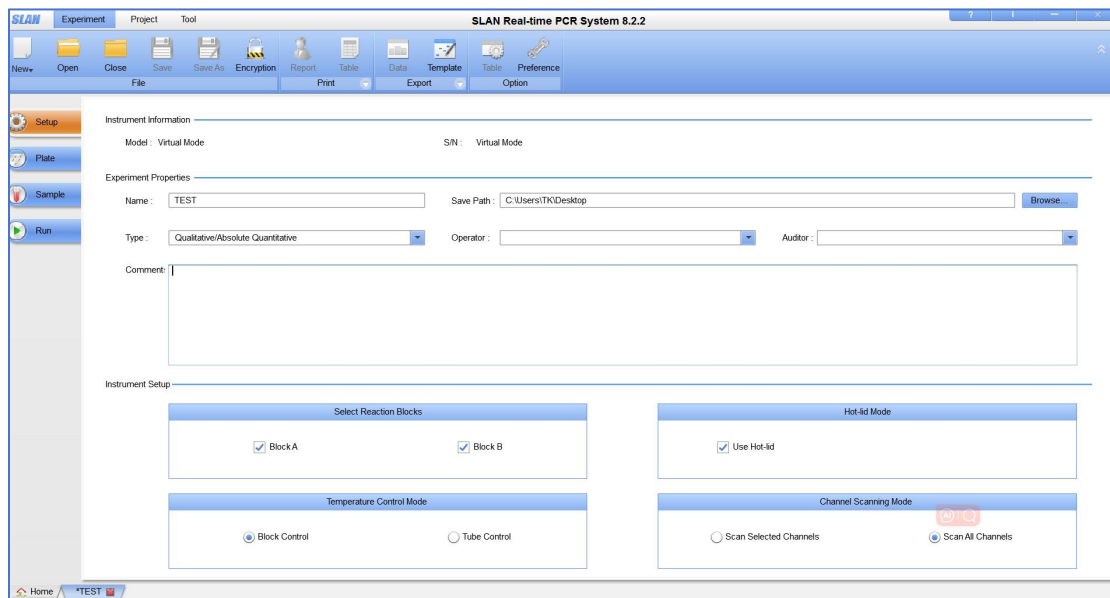 SLAN Experiment Project Tool SLAN Real-time PCR System 8.2.2 ?
New Open Close Save Save As Encryption Report Table Data Template Table Preference
File Print Export Option
Setup
Plate
Sample
Run
Instrument Information
Model : Virtual Mode S/N : Virtual Mode
Experiment Properties
Name : TEST Save Path : C:\Users\TK\Desktop Browse...
Type : Qualitative/Absolute Quantitative Operator : Auditor :
Comment:
Instrument Setup
Select Reaction Blocks Hot-lid Mode
Block A Block B Use Hot-lid
Temperature Control Mode Channel Scanning Mode
Block Control Tube Control Scan Selected Channels Scan All Channels
Home *TEST